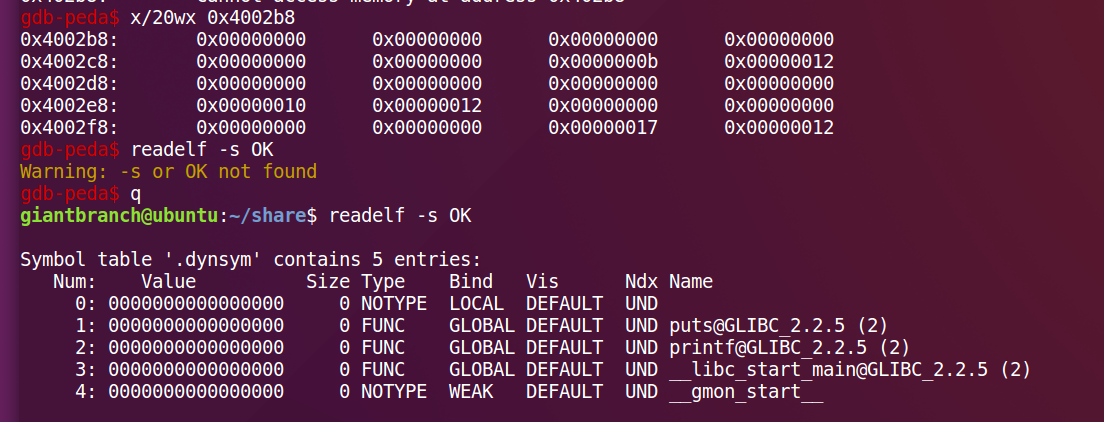 gdb-peda$ x/20wx 0x4002b8
0x4002b8: 0x00000000 0x00000000 0x00000000 0x00000000
0x4002c8: 0x00000000 0x00000000 0x0000000b 0x00000012
0x4002d8: 0x00000000 0x00000000 0x00000000 0x00000000
0x4002e8: 0x00000010 0x00000012 0x00000000 0x00000000
0x4002f8: 0x00000000 0x00000000 0x00000017 0x00000012
gdb-peda$ readelf -s OK
Warning: -s or OK not found
gdb-peda$ q
giantbranch@ubuntu:~/share$ readelf -s OK
Symbol table '.dynsym' contains 5 entries:
Num: Value Size Type Bind Vis Ndx Name
0: 0000000000000000 0 NOTYPE LOCAL DEFAULT UND
1: 0000000000000000 0 FUNC GLOBAL DEFAULT UND puts@GLIBC_2.2.5 (2)
2: 0000000000000000 0 FUNC GLOBAL DEFAULT UND printf@GLIBC_2.2.5 (2)
3: 0000000000000000 0 FUNC GLOBAL DEFAULT UND __libc_start_main@GLIBC_2.2.5 (2)
4: 0000000000000000 0 NOTYPE WEAK DEFAULT UND __gmon_start__